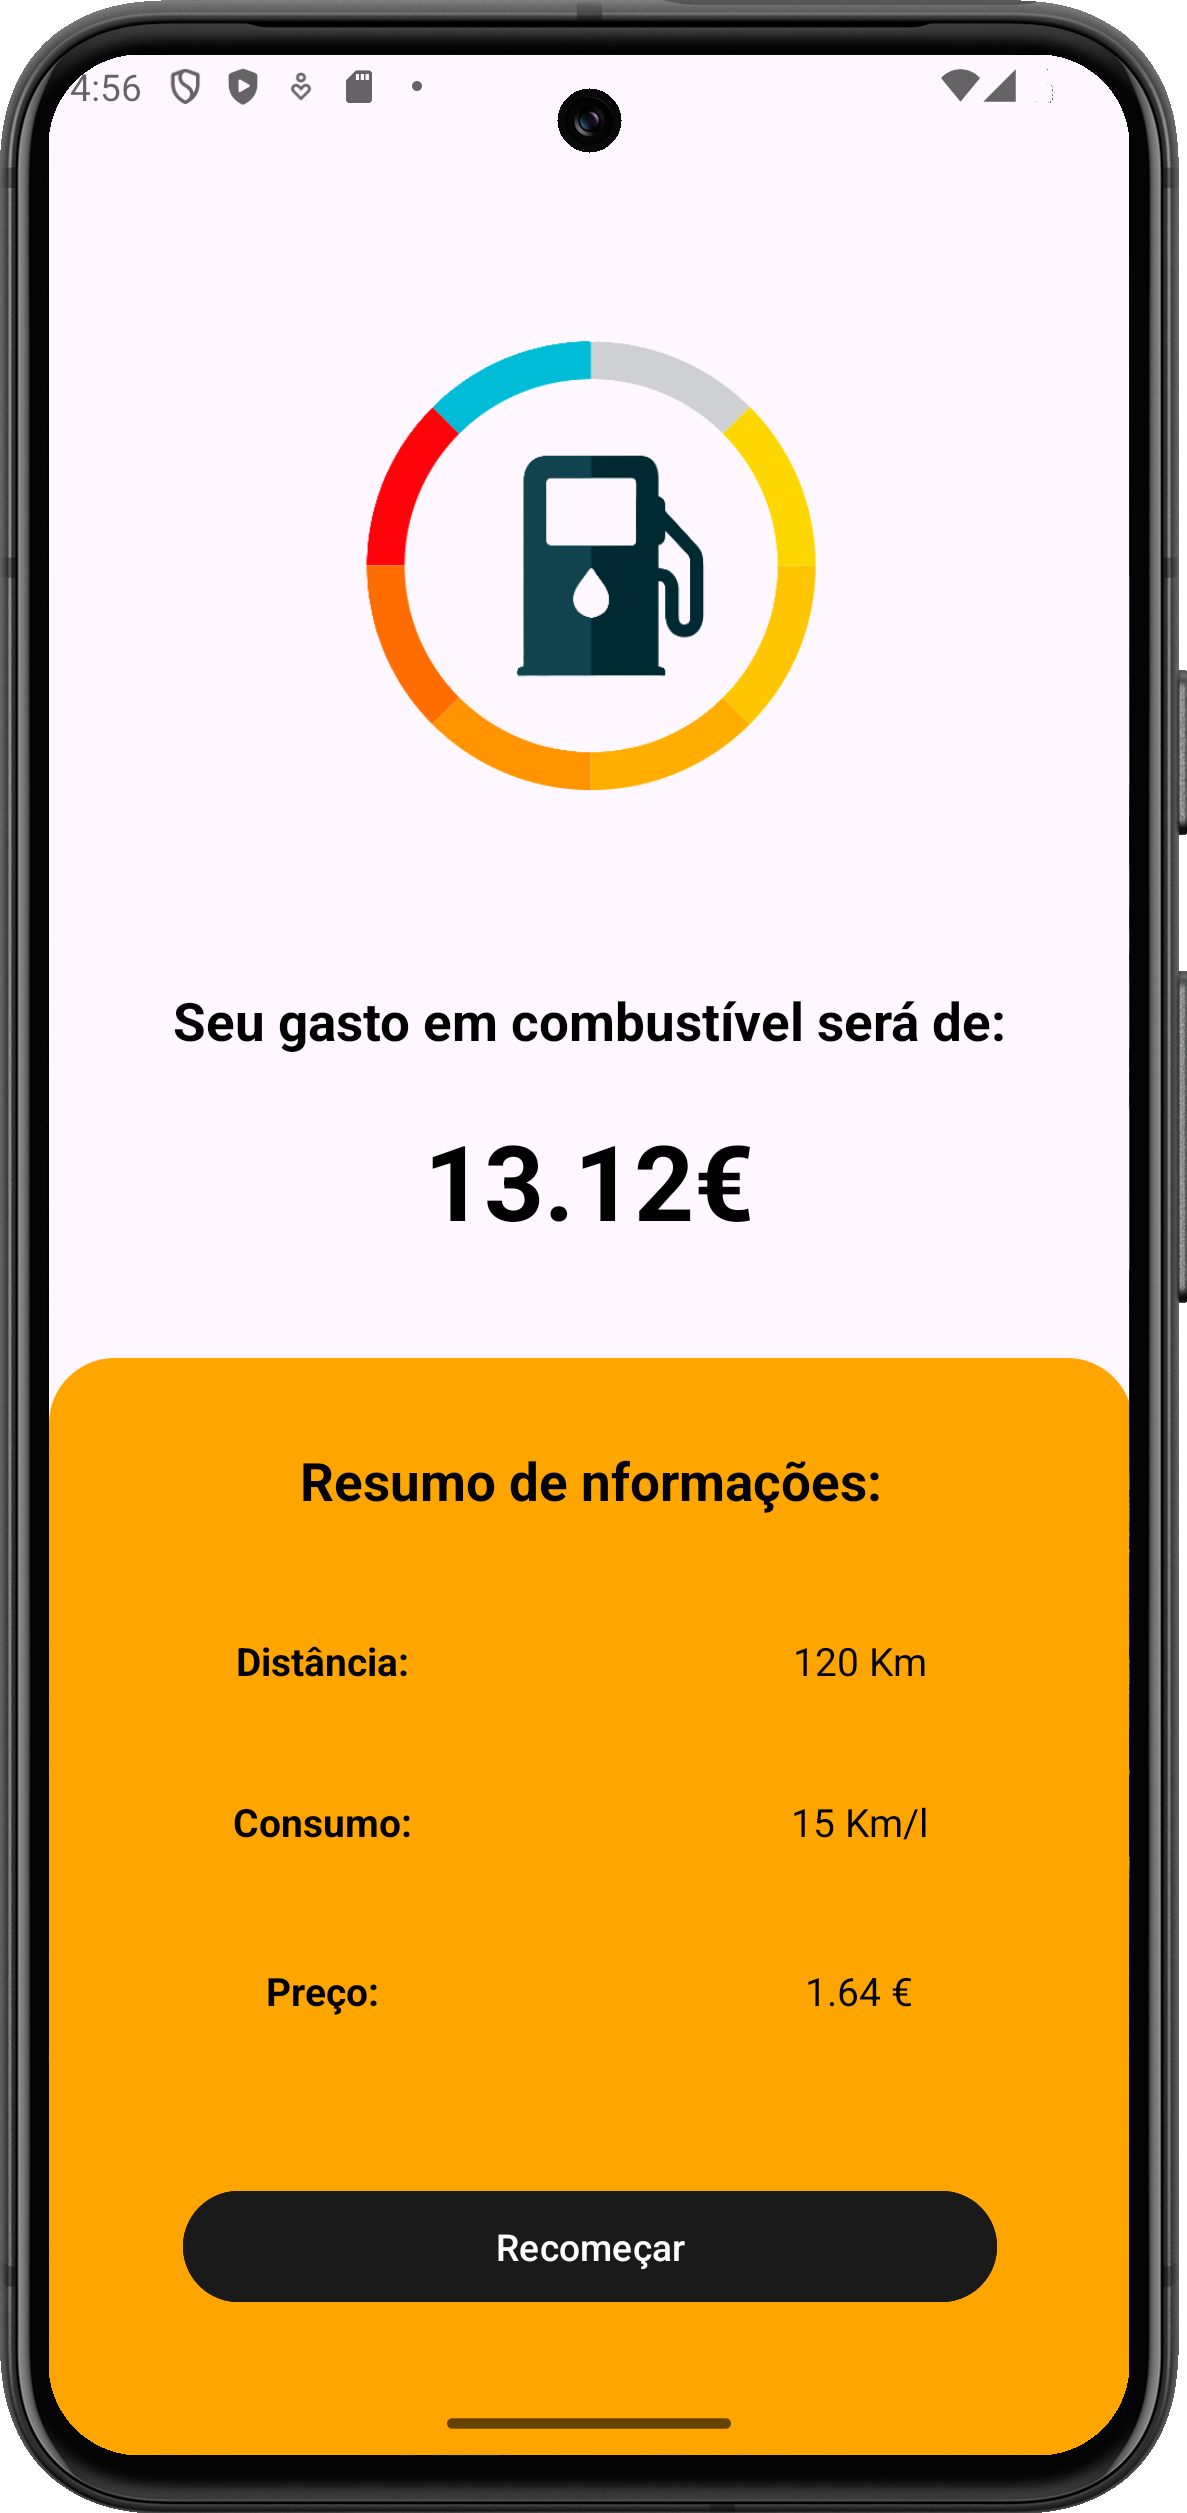 4:56
Seu gasto em combustível será de:
13.12€
Resumo de nformações:
Distância: 120 Km
Consumo: 15 Km/l
Preço: 1.64 €
Recomeçar